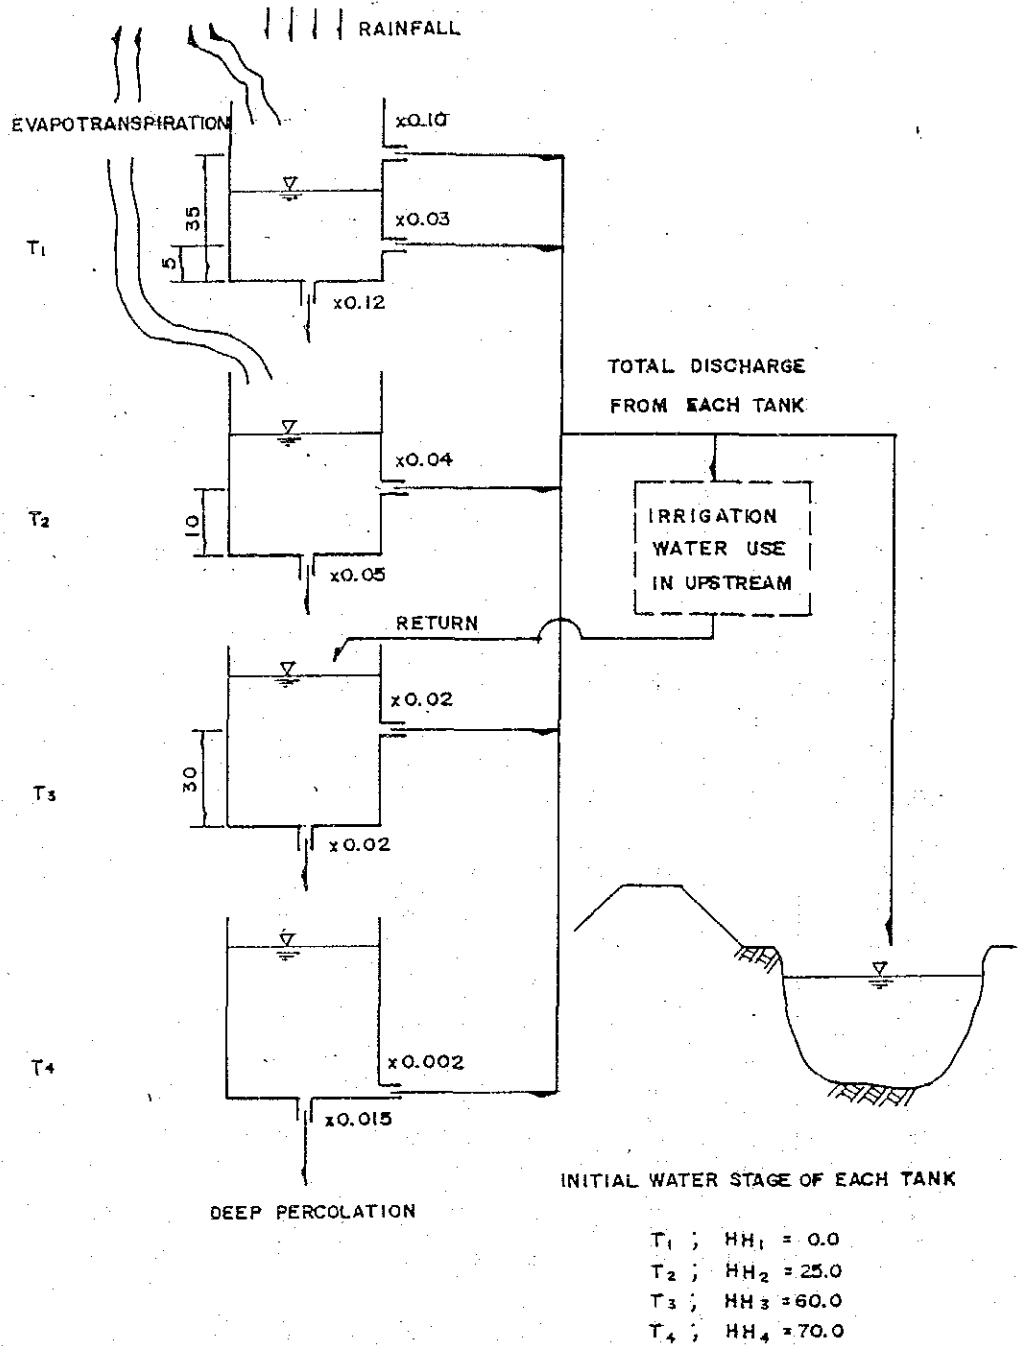 RAINFALL
EVAPOTRANSPIRATION
x0.10
35
x0.03
T1
5
x0.12
TOTAL DISCHARGE
FROM EACH TANK
x0.04
T2
10
IRRIGATION
WATER USE
IN UPSTREAM
x0.05
RETURN
x0.02
T3
30
x0.02
T4
x0.002
x0.015
DEEP PERCOLATION
INITIAL WATER STAGE OF EACH TANK
T1 ; HH1 = 0.0
T2 ; HH2 = 25.0
T3 ; HH3 = 60.0
T4 ; HH4 = 70.0